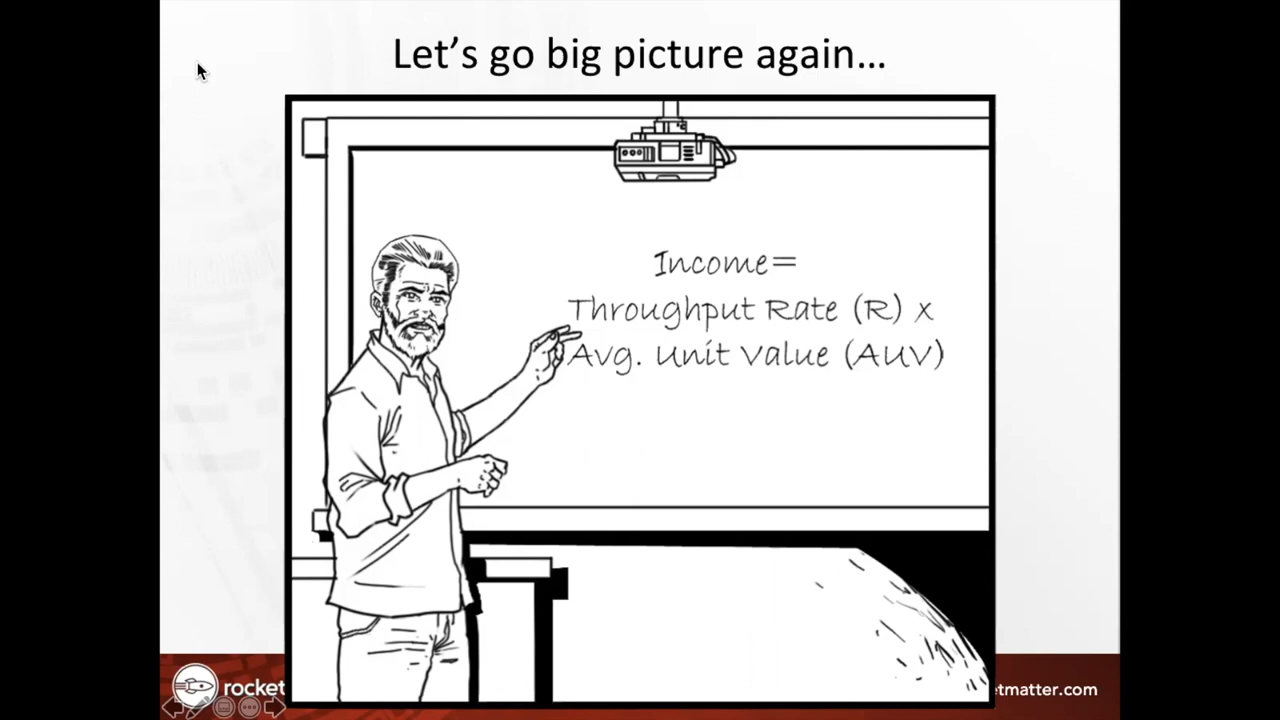 Let's go big picture again...
Income=
Throughput Rate (R) x
Avg. Unit Value (AUV)
rocket
etmatter.com